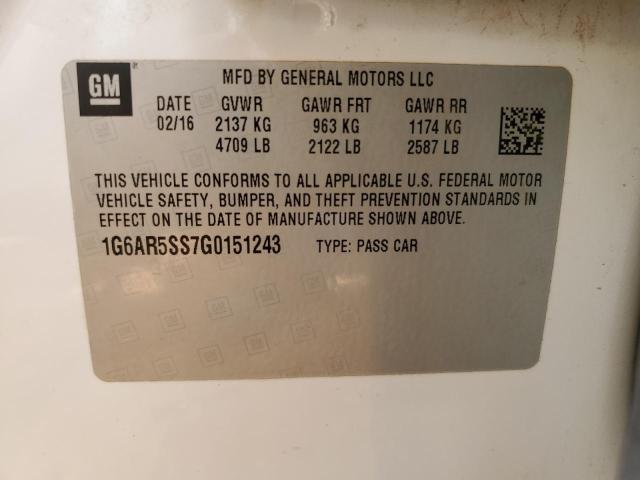 GM
MFD BY GENERAL MOTORS LLC
DATE GVWR GAWR FRT GAWR RR
02/16 2137 KG 963 KG 1174 KG
4709 LB 2122 LB 2587 LB
THIS VEHICLE CONFORMS TO ALL APPLICABLE U.S. FEDERAL MOTOR
VEHICLE SAFETY, BUMPER, AND THEFT PREVENTION STANDARDS IN
EFFECT ON THE DATE OF MANUFACTURE SHOWN ABOVE.
1G6AR5SS7G0151243 TYPE: PASS CAR